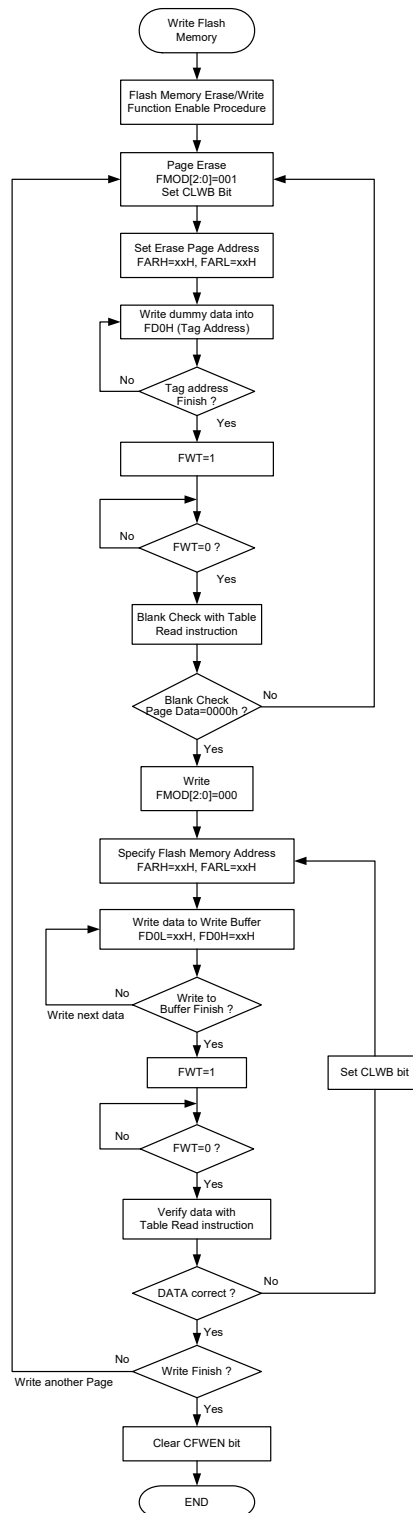 Write Flash
Memory
Flash Memory Erase/Write
Function Enable Procedure
Page Erase
FMOD[2:0]=001
Set CLWB Bit
Set Erase Page Address
FARH=xxH, FARL=xxH
Write dummy data into
FD0H (Tag Address)
No
Tag address
Finish ?
Yes
FWT=1
No
FWT=0 ?
Yes
Blank Check with Table
Read instruction
Blank Check
Page Data=0000h ?
No
Yes
Write
FMOD[2:0]=000
Specify Flash Memory Address
FARH=xxH, FARL=xxH
Write data to Write Buffer
FD0L=xxH, FD0H=xxH
No
Write next data
Write to
Buffer Finish ?
Yes
FWT=1
Set CLWB bit
No
FWT=0 ?
Yes
Verify data with
Table Read instruction
DATA correct ?
No
Yes
No
Write another Page
Write Finish ?
Yes
Clear CFWEN bit
END